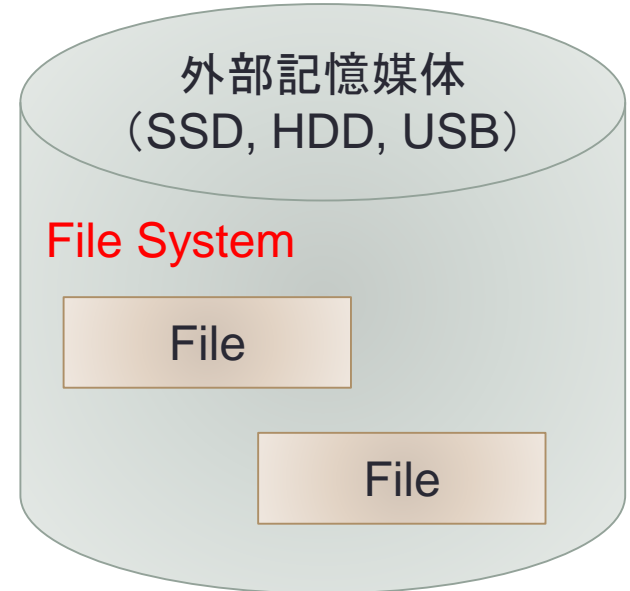 外部記憶媒体
（SSD, HDD, USB）
File System
File
File